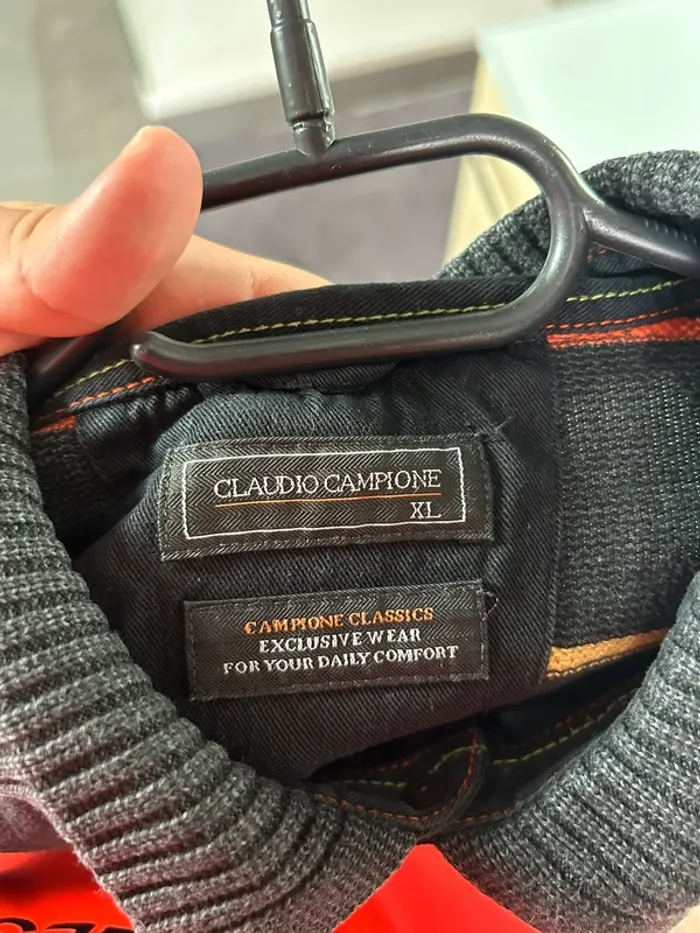 CLAUDIO CAMPIONE
XL
CAMPIONE CLASSICS
EXCLUSIVE WEAR
FOR YOUR DAILY COMFORT